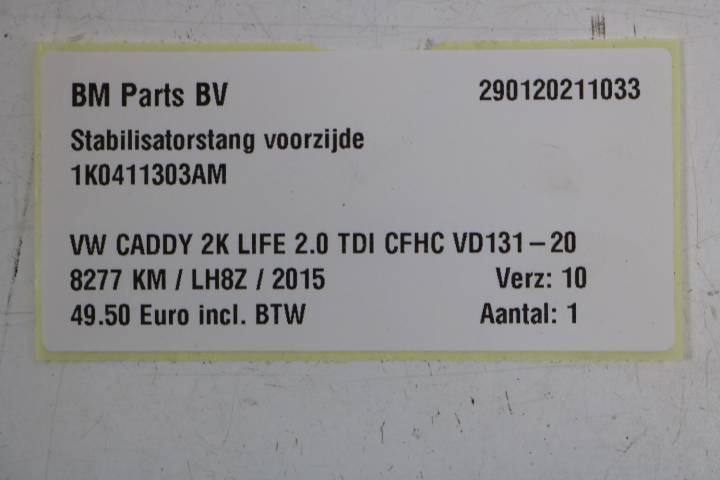 BM Parts BV 290120211033
Stabilisatorstang voorzijde
1K0411303AM
VW CADDY 2K LIFE 2.0 TDI CFHC VD131-20
8277 KM / LH8Z / 2015 Verz: 10
49.50 Euro incl. BTW Aantal: 1